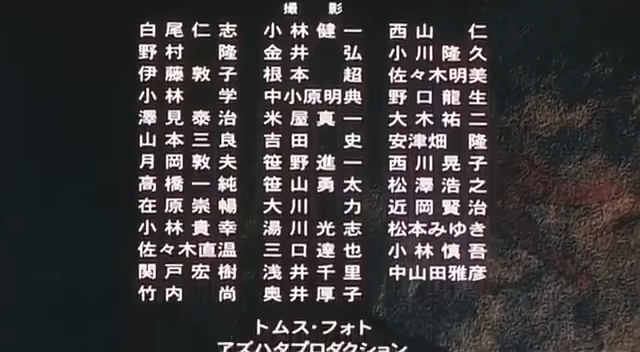 撮影
白尾仁志 小林健一 西山仁
野村隆 金井弘 小川隆久
伊藤敦子 根本超 佐々木明美
小林学 中小原明典 野口龍生
澤見泰治 米屋真一 大木祐二
山本三良 吉田史 安津畑隆
月岡敦夫 笹野進一 西川晃子
高橋一純 笹山勇太 松澤浩之
在原崇暢 大川力 近岡賢治
小林貴幸 湯川光志 松本みゆき
佐々木直温 三口達也 小林慎吾
関戸宏樹 浅井千里 中山田雅彦
竹内尚 奥井厚子
トムス・フォト
アズハタプロダクション